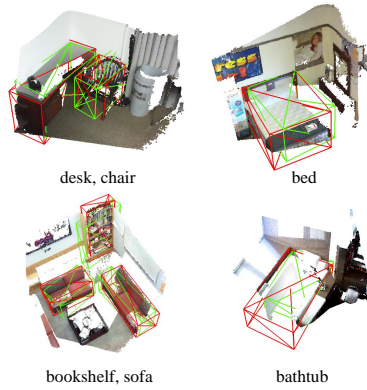 desk, chair
bed
bookshelf, sofa
bathtub